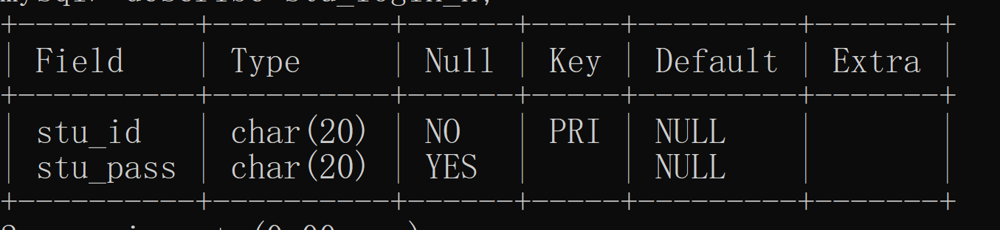 mysql> describe stu_login_k;
+----------+----------+------+-----+---------+-------+
| Field    | Type     | Null | Key | Default | Extra |
+----------+----------+------+-----+---------+-------+
| stu_id   | char(20) | NO   | PRI | NULL    |       |
| stu_pass | char(20) | YES  |     | NULL    |       |
+----------+----------+------+-----+---------+-------+